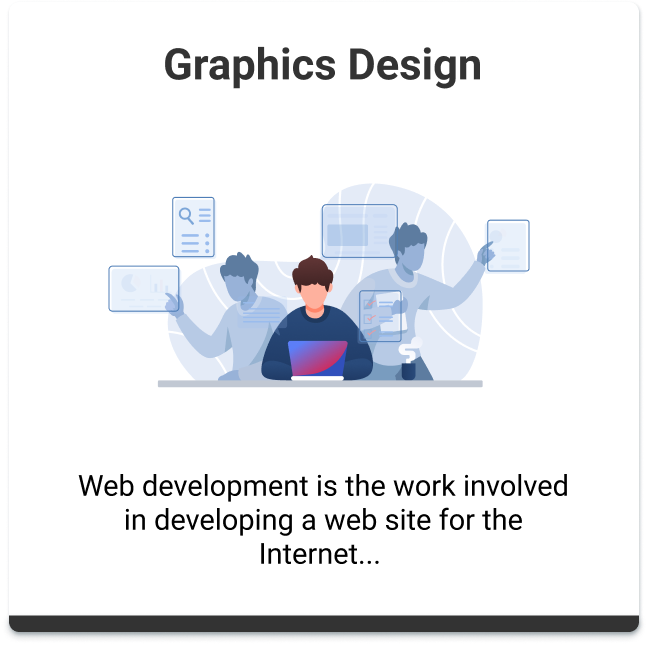 Graphics Design
Web development is the work involved
in developing a web site for the
Internet...